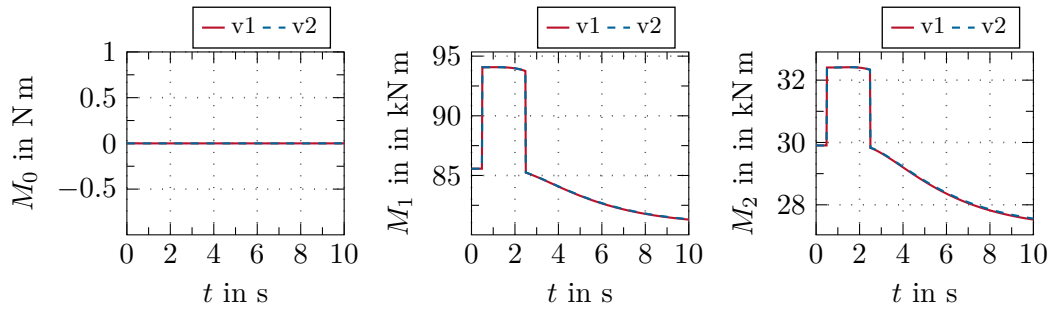 v1 v2
M₀ in N m
1
0.5
0
−0.5
0 2 4 6 8 10
t in s
v1 v2
M₁ in in kN m
95
90
85
0 2 4 6 8 10
t in s
v1 v2
M₂ in in kN m
32
30
28
0 2 4 6 8 10
t in s